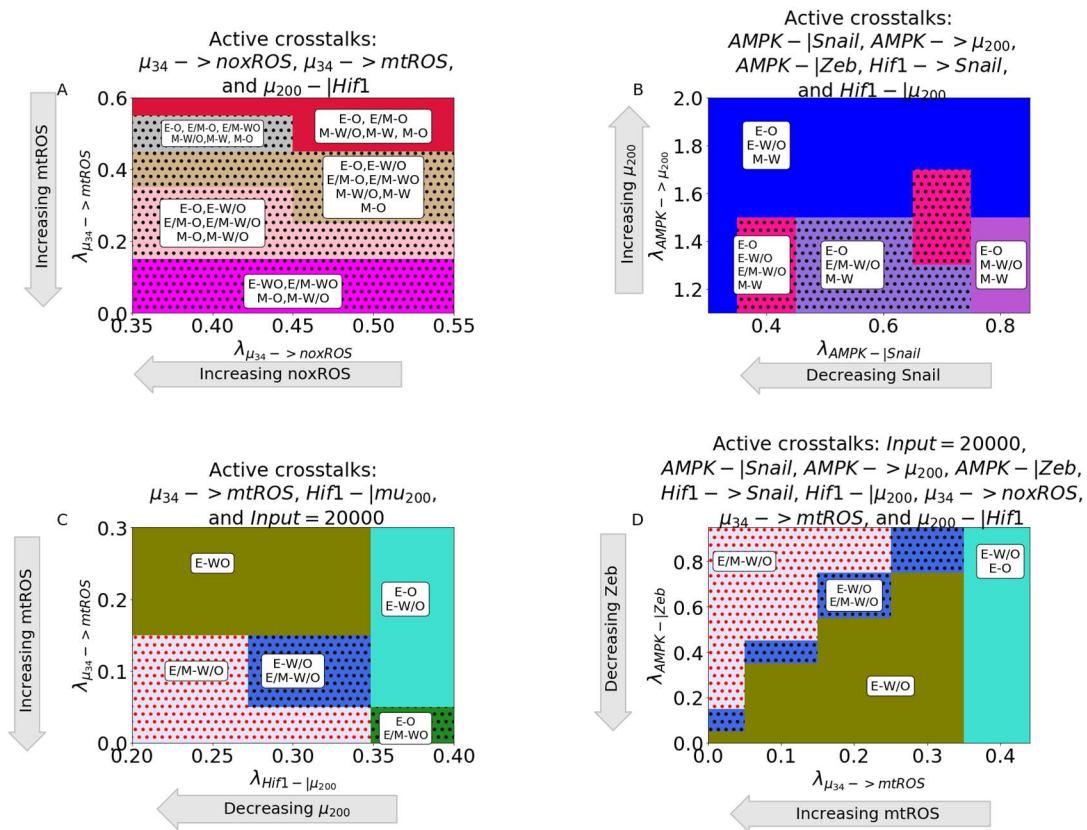 Active crosstalks:
μ34 − > noxROS, μ34 − > mtROS,
and μ200 − |Hif1
A
Increasing mtROS
λμ34 − > mtROS
0.6
0.4
0.2
0.0
E-O, E/M-O, E/M-WO
M-W/O,M-W, M-O
E-O, E/M-O
M-W/O,M-W, M-O
E-O,E-W/O
E/M-O,E/M-WO
M-W/O,M-W
M-O
E-O,E-W/O
E/M-O,E/M-W/O
M-O,M-W/O
E-WO,E/M-WO
M-O,M-W/O
0.35 0.40 0.45 0.50 0.55
λμ34 − > noxROS
Increasing noxROS
Active crosstalks:
AMPK − |Snail, AMPK − > μ200,
AMPK − |Zeb, Hif1 − > Snail,
and Hif1 − |μ200
B
Increasing μ200
λAMPK − > μ200
2.0
1.8
1.6
1.4
1.2
E-O
E-W/O
M-W
E-O
E-W/O
E/M-W/O
M-W
E-O
E/M-W/O
M-W
E-O
M-W/O
M-W
0.4 0.6 0.8
λAMPK − |Snail
Decreasing Snail
Active crosstalks:
μ34 − > mtROS, Hif1 − |mu200,
and Input = 20000
C
Increasing mtROS
λμ34 − > mtROS
0.3
0.2
0.1
0.0
E-WO
E-O
E-W/O
E/M-W/O
E-W/O
E/M-W/O
E-O
E/M-WO
0.20 0.25 0.30 0.35 0.40
λHif1 − |μ200
Decreasing μ200
Active crosstalks: Input = 20000,
AMPK − |Snail, AMPK − > μ200, AMPK − |Zeb,
Hif1 − > Snail, Hif1 − |μ200, μ34 − > noxROS,
μ34 − > mtROS, and μ200 − |Hif1
D
Decreasing Zeb
λAMPK − |Zeb
0.8
0.6
0.4
0.2
0.0
E/M-W/O
E-W/O
E/M-W/O
E-W/O
E-O
E-W/O
0.0 0.1 0.2 0.3 0.4
λμ34 − > mtROS
Increasing mtROS